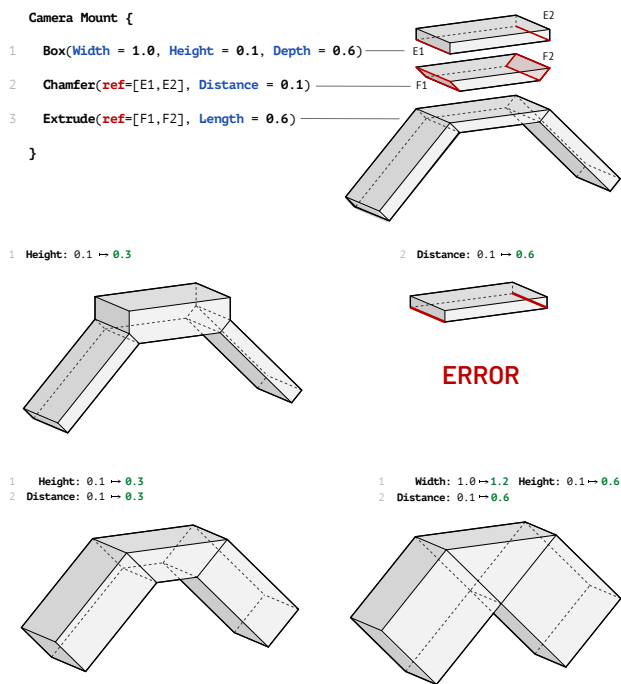 Camera Mount {
E2
1 Box(Width = 1.0, Height = 0.1, Depth = 0.6)
E1
F2
2 Chamfer(ref=[E1,E2], Distance = 0.1)
F1
3 Extrude(ref=[F1,F2], Length = 0.6)
}
1 Height: 0.1 ↦ 0.3
2 Distance: 0.1 ↦ 0.6
ERROR
1 Height: 0.1 ↦ 0.3
2 Distance: 0.1 ↦ 0.3
1 Width: 1.0 ↦ 1.2 Height: 0.1 ↦ 0.6
2 Distance: 0.1 ↦ 0.6